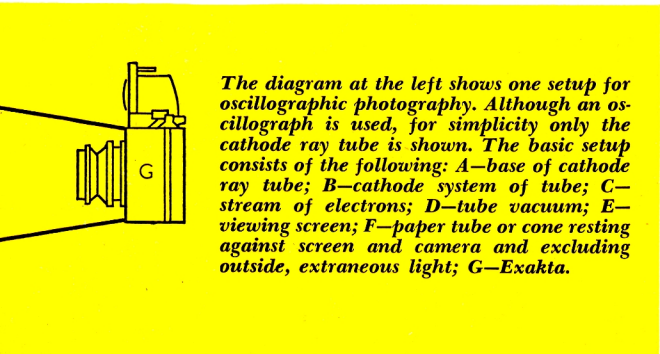 G
The diagram at the left shows one setup for
oscillographic photography. Although an os-
cillograph is used, for simplicity only the
cathode ray tube is shown. The basic setup
consists of the following: A—base of cathode
ray tube; B—cathode system of tube; C—
stream of electrons; D—tube vacuum; E—
viewing screen; F—paper tube or cone resting
against screen and camera and excluding
outside, extraneous light; G—Exakta.